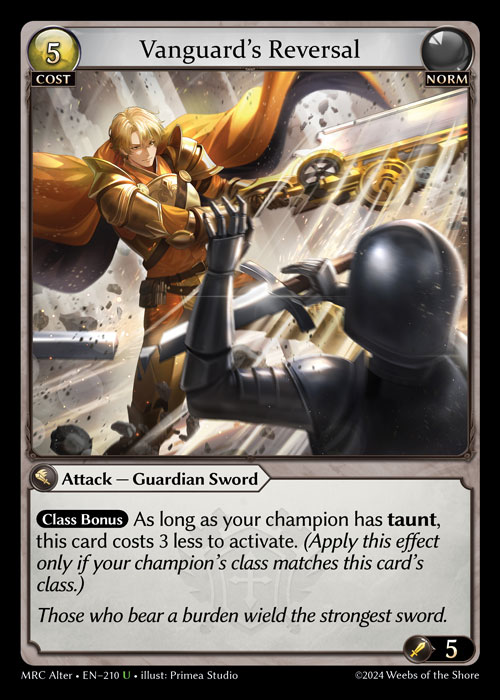 5
COST
Vanguard's Reversal
NORM
Attack — Guardian Sword
Class Bonus As long as your champion has taunt,
this card costs 3 less to activate. (Apply this effect
only if your champion's class matches this card's
class.)
Those who bear a burden wield the strongest sword.
5
MRC Alter • EN–210 U • illust: Primea Studio
©2024 Weebs of the Shore